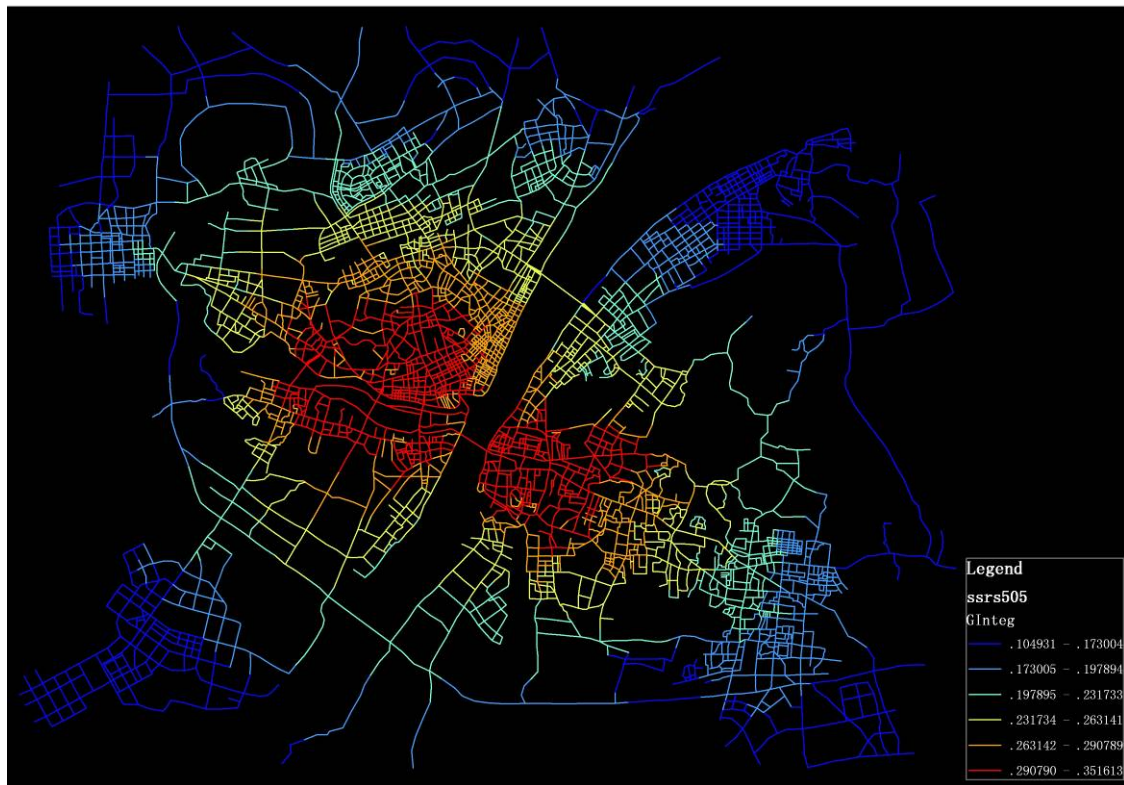 Legend
ssrs505
GInteg
.104931 - .173004
.173005 - .197894
.197895 - .231733
.231734 - .263141
.263142 - .290789
.290790 - .351613